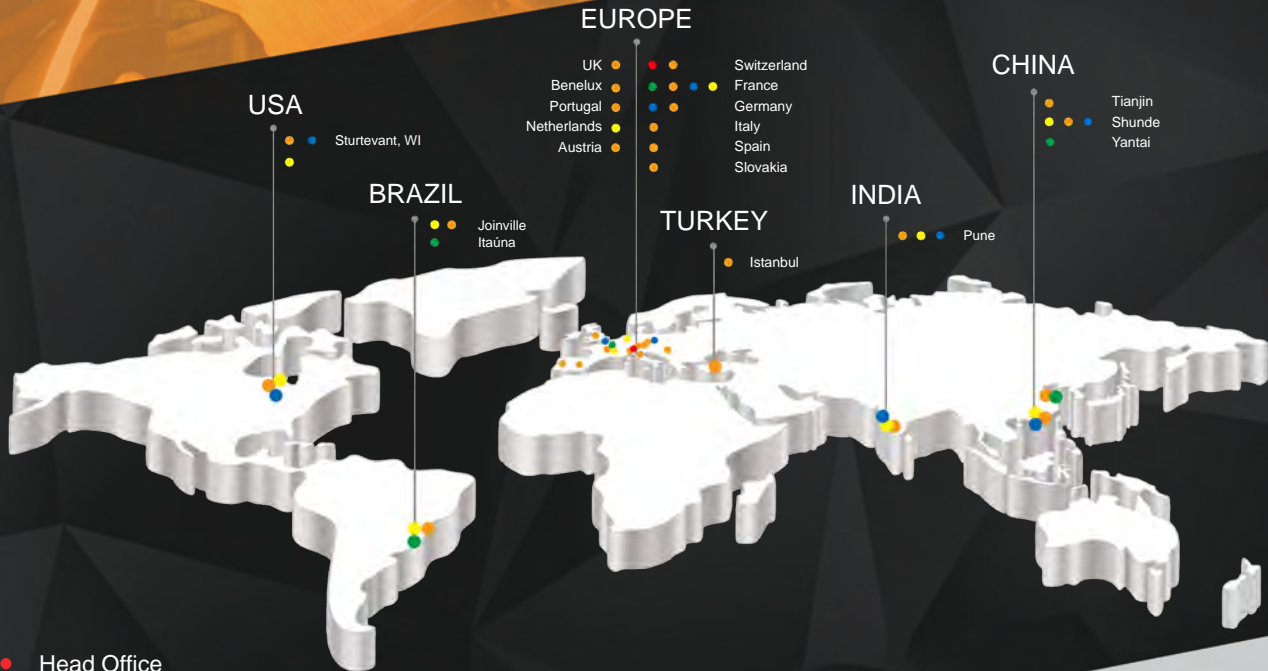 EUROPE
UK
Benelux
Portugal
Netherlands
Austria
Switzerland
France
Germany
Italy
Spain
Slovakia
CHINA
Tianjin
Shunde
Yantai
USA
Sturtevant, WI
BRAZIL
Joinville
Itaúna
INDIA
Pune
TURKEY
Istanbul
Head Office